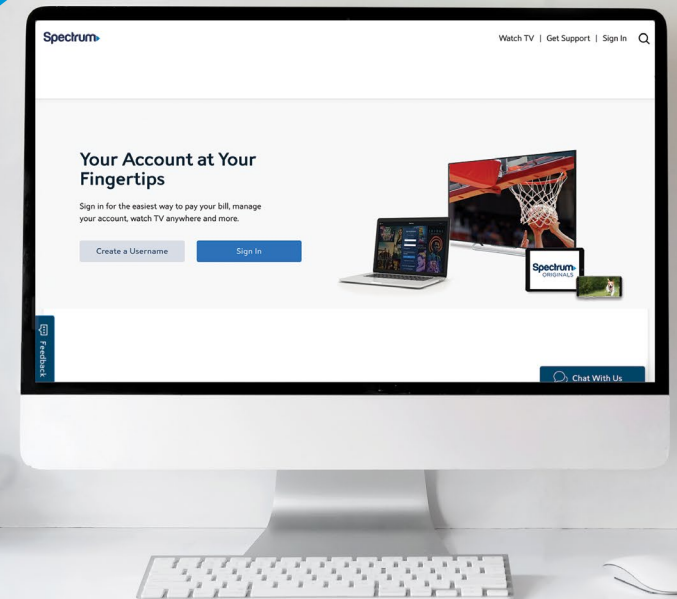 Spectrum
Watch TV | Get Support | Sign In
Your Account at Your
Fingertips
Sign in for the easiest way to pay your bill, manage
your account, watch TV anywhere and more.
Create a Username
Sign In
Spectrum
ORIGINALS
Feedback
Chat With Us